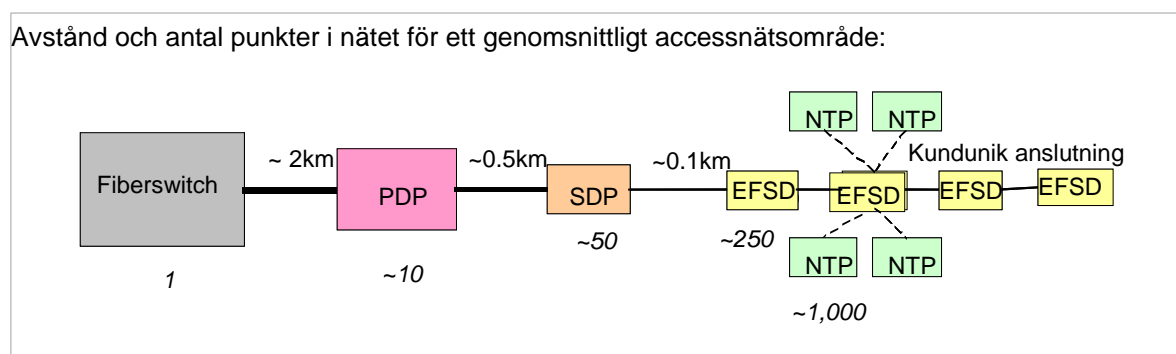 Avstånd och antal punkter i nätet för ett genomsnittligt accessnätsområde:
NTP NTP
~ 2km ~0.5km ~0.1km Kundunik anslutning
Fiberswitch PDP SDP EFSD EFSD EFSD EFSD
~50 ~250
1 ~10 NTP NTP
~1,000